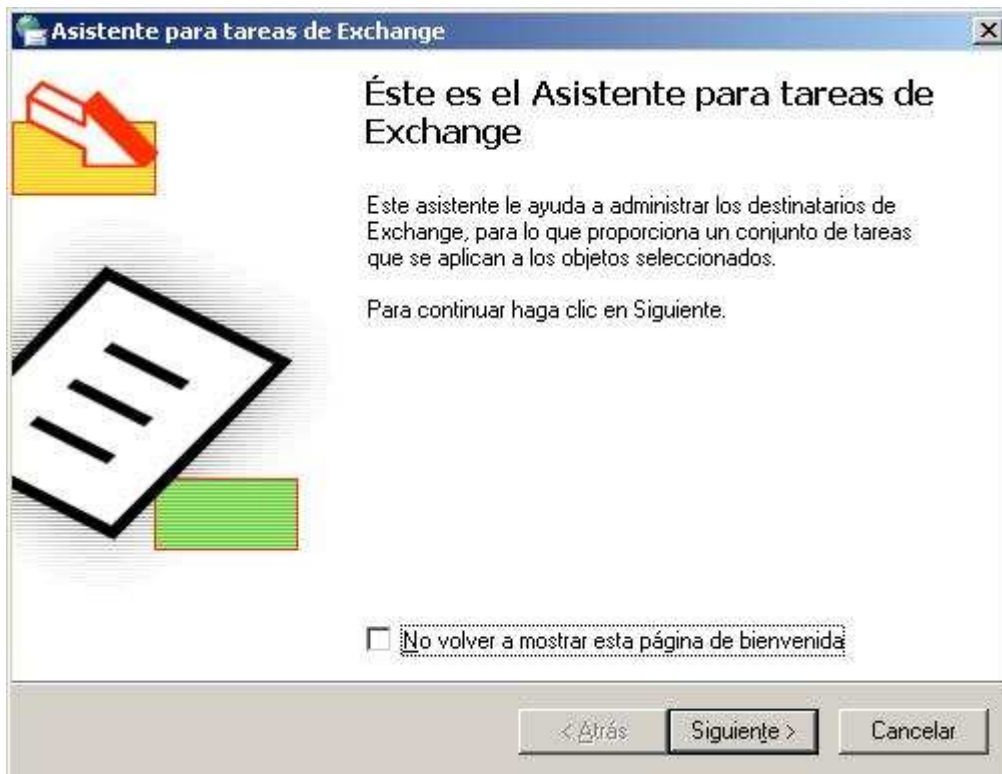 Asistente para tareas de Exchange
Éste es el Asistente para tareas de
Exchange
Este asistente le ayuda a administrar los destinatarios de
Exchange, para lo que proporciona un conjunto de tareas
que se aplican a los objetos seleccionados.
Para continuar haga clic en Siguiente.
No volver a mostrar esta página de bienvenida
< Atrás
Siguiente >
Cancelar